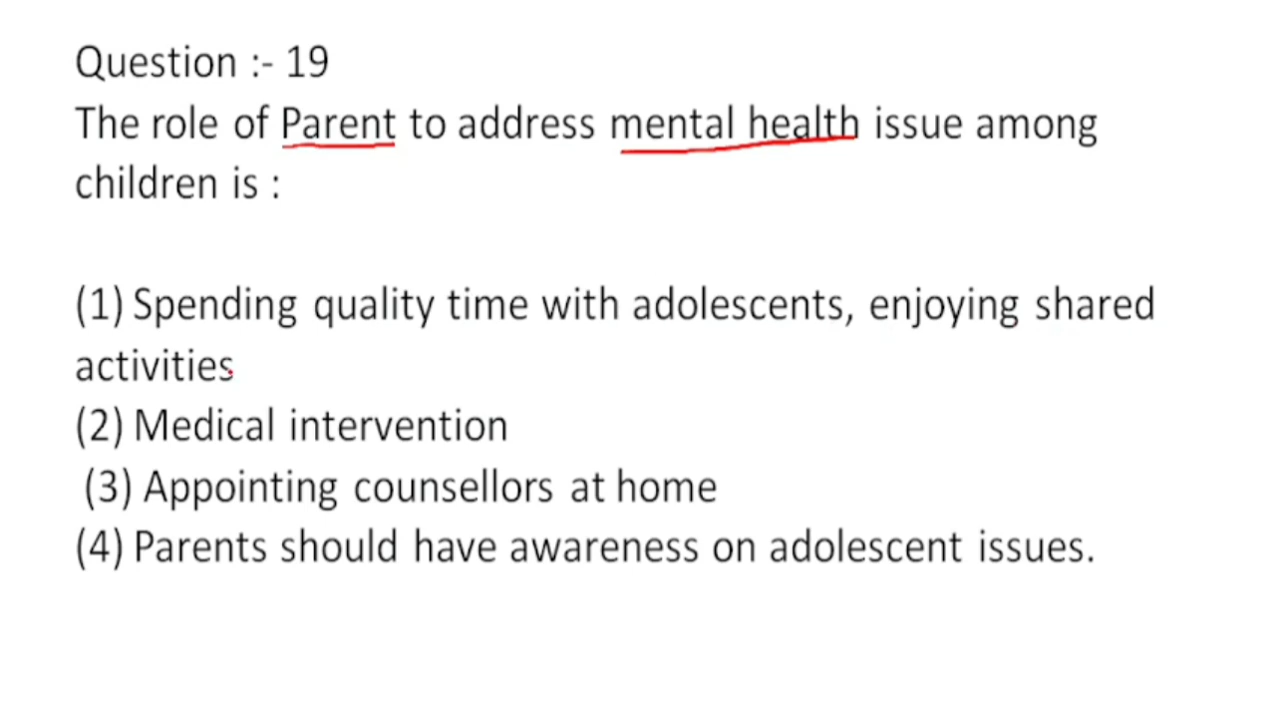 Question :- 19
The role of Parent to address mental health issue among
children is :
(1) Spending quality time with adolescents, enjoying shared
activities
(2) Medical intervention
(3) Appointing counsellors at home
(4) Parents should have awareness on adolescent issues.